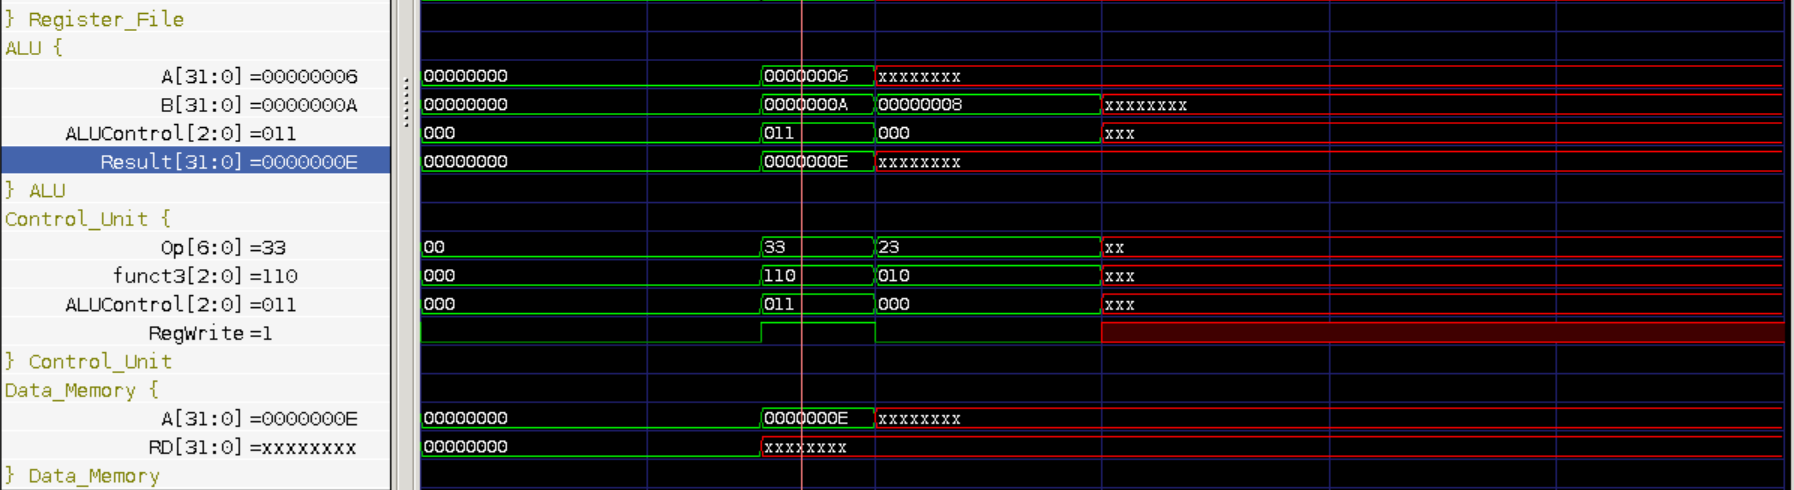 } Register_File
ALU {
A[31:0] =00000006 00000000 00000006 xxxxxxxx
B[31:0] =0000000A 00000000 0000000A 00000008 xxxxxxxx
ALUControl[2:0] =011 000 011 000 xxx
Result[31:0] =0000000E 00000000 0000000E xxxxxxxx
} ALU
Control_Unit {
Op[6:0] =33 00 33 23 xx
funct3[2:0] =110 000 110 010 xxx
ALUControl[2:0] =011 000 011 000 xxx
RegWrite =1
} Control_Unit
Data_Memory {
A[31:0] =0000000E 00000000 0000000E xxxxxxxx
RD[31:0] =xxxxxxxx 00000000 xxxxxxxx
} Data_Memory